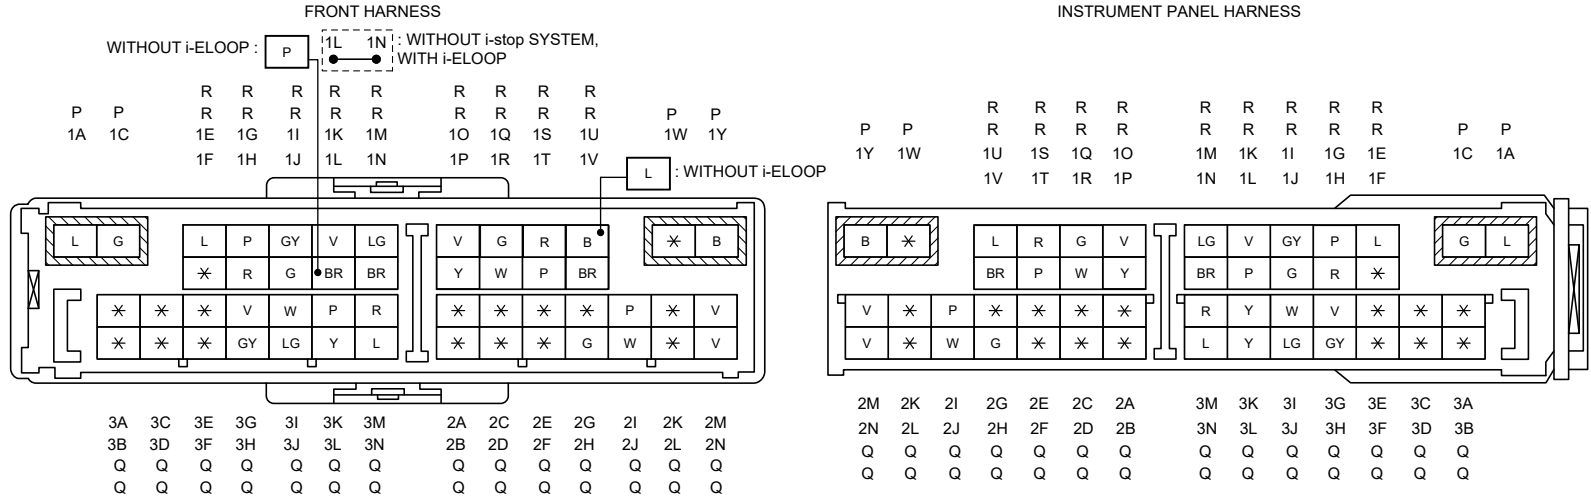 FRONT HARNESS INSTRUMENT PANEL HARNESS
WITHOUT i-ELOOP : P 1L 1N : WITHOUT i-stop SYSTEM,
WITH i-ELOOP
R R R R R R R R R R R R R R R R R R
P P R R R R R R R R R P P P P R R R R R R R R R P P
1A 1C 1E 1G 1I 1K 1M 1O 1Q 1S 1U 1W 1Y 1Y 1W 1U 1S 1Q 1O 1M 1K 1I 1G 1E 1C 1A
1F 1H 1J 1L 1N 1P 1R 1T 1V 1V 1T 1R 1P 1N 1L 1J 1H 1F
L : WITHOUT i-ELOOP
L G L P GY V LG V G R B * B B * L R G V LG V GY P L G L
* R G BR BR Y W P BR BR P W Y BR P G R *
* * * V W P R * * * * P * V V * P * * * * R Y W V * * *
* * * GY LG Y L * * * G W * V V * W G * * * L Y LG GY * * *
3A 3C 3E 3G 3I 3K 3M 2A 2C 2E 2G 2I 2K 2M 2M 2K 2I 2G 2E 2C 2A 3M 3K 3I 3G 3E 3C 3A
3B 3D 3F 3H 3J 3L 3N 2B 2D 2F 2H 2J 2L 2N 2N 2L 2J 2H 2F 2D 2B 3N 3L 3J 3H 3F 3D 3B
Q Q Q Q Q Q Q Q Q Q Q Q Q Q Q Q Q Q Q Q Q Q Q Q Q Q Q Q
Q Q Q Q Q Q Q Q Q Q Q Q Q Q Q Q Q Q Q Q Q Q Q Q Q Q Q Q